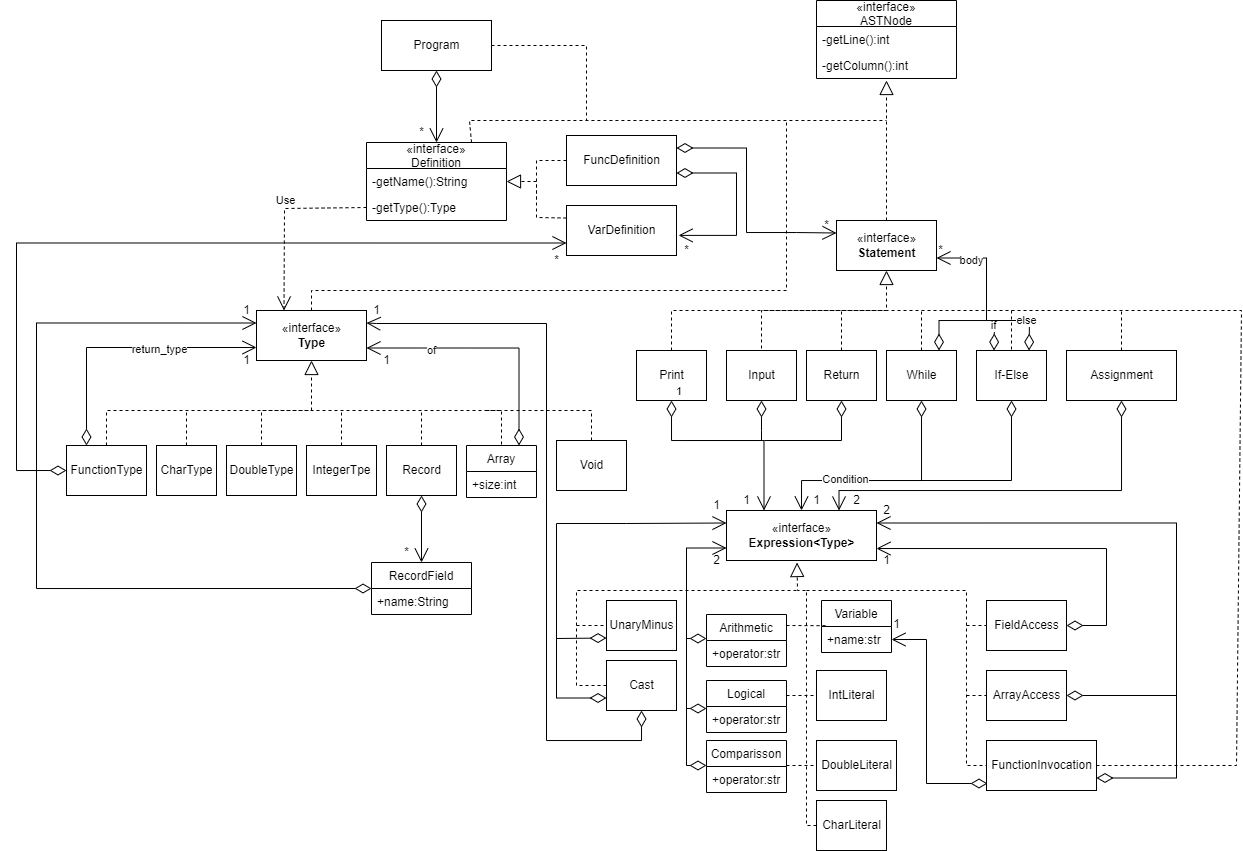 «interface»
ASTNode
-getLine():int
-getColumn():int
Program
*
«interface»
Definition
-getName():String
-getType():Type
FuncDefinition
VarDefinition
*
*
Use
*
«interface»
Statement
*
body
if
else
1
1
«interface»
Type
return_type
1
1
of
Print
1
Input
Return
While
If-Else
Assignment
FunctionType
CharType
DoubleType
IntegerTpe
Record
Array
+size:int
Void
Condition
1
1
1
2
2
«interface»
Expression<Type>
2
1
*
RecordField
+name:String
UnaryMinus
Cast
Arithmetic
+operator:str
Logical
+operator:str
Comparisson
+operator:str
Variable
+name:str
1
IntLiteral
DoubleLiteral
CharLiteral
FieldAccess
ArrayAccess
FunctionInvocation